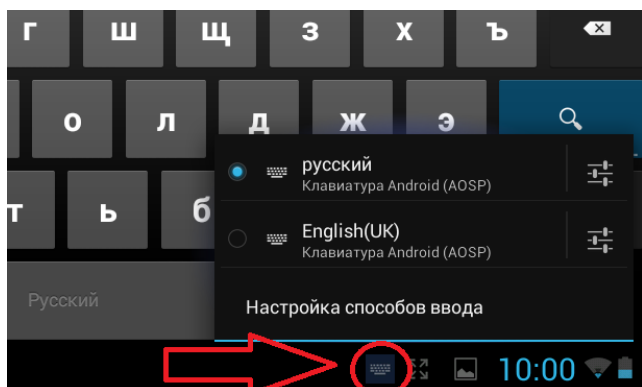 Г Ш Щ З Х Ъ
О Л Д Ж Э
русский
Клавиатура Android (AOSP)
Т Ь Б
English(UK)
Клавиатура Android (AOSP)
Русский
Настройка способов ввода
10:00